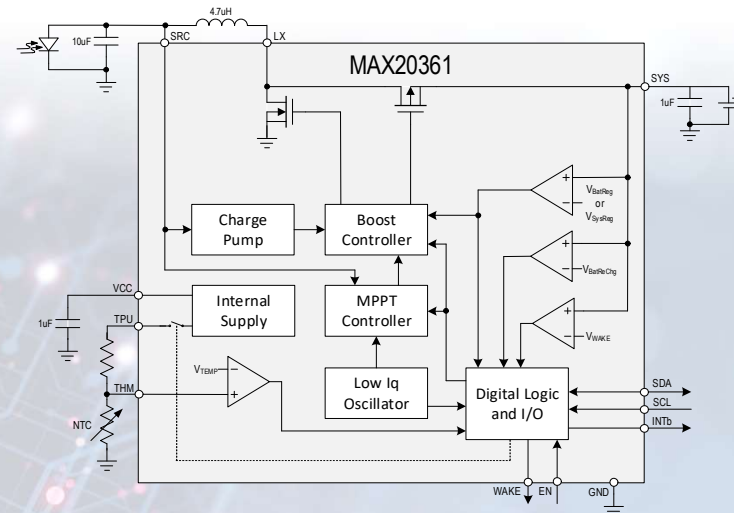 4.7uH
10uF
SRC
LX
MAX20361
SYS
1uF
VBatReg
or
VSysReg
Charge
Pump
Boost
Controller
VBatReChg
VCC
Internal
Supply
MPPT
Controller
1uF
TPU
VWAKE
VTEMP
Low Iq
Oscillator
Digital Logic
and I/O
THM
SDA
SCL
INTb
NTC
WAKE
EN
GND